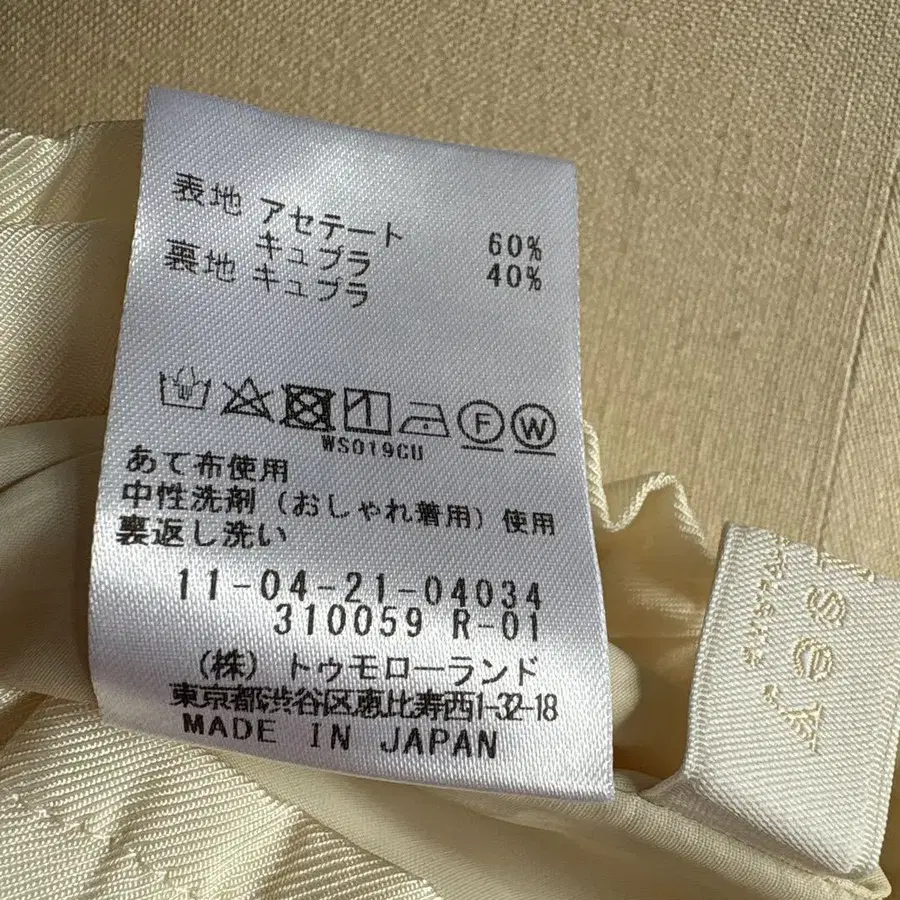 表地 アセテート 60%
キュプラ 40%
裏地 キュプラ
F W
WS019CU
あて布使用
中性洗剤（おしゃれ着用）使用
裏返し洗い
11-04-21-04034
310059 R-01
（株）トゥモローランド
東京都渋谷区恵比寿西1-32-18
MADE IN JAPAN
sey